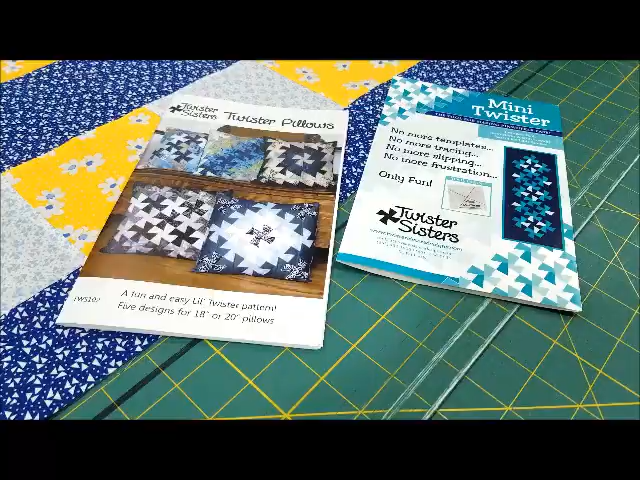 Twister
Sisters
Twister Pillows
TWS107
A fun and easy Lil' Twister pattern!
Five designs for 18" or 20" pillows
Mini
Twister
No more templates...
No more tracing...
No more slipping...
No more frustration...
Only Fun!
Twister
Sisters